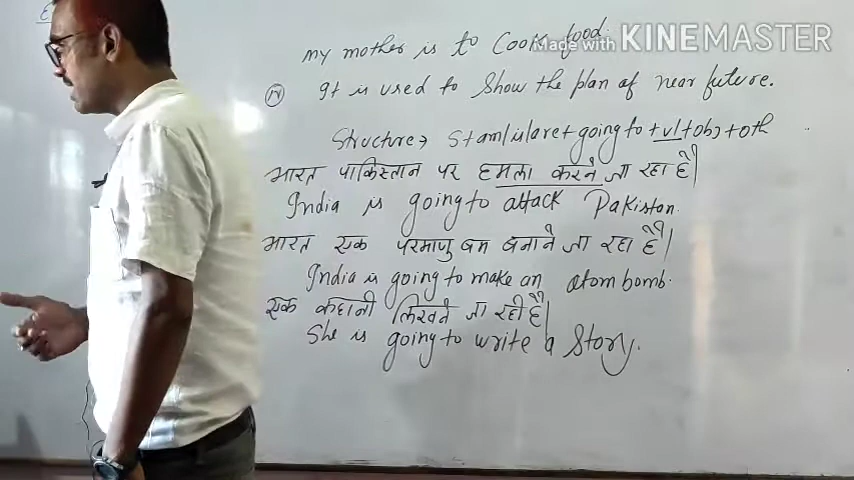 my mother is to Cook food.
Made with KINEMASTER
(IV) It is used to Show the plan of near future.
Structure→ S+am/is/are+going to+v1+obj+oth
भारत पाकिस्तान पर हमला करने जा रहा है|
India is going to attack Pakistan.
भारत एक परमाणु बम बनाने जा रहा है|
India is going to make an atom bomb.
एक कहानी लिखने जा रही है|
She is going to write a Story.